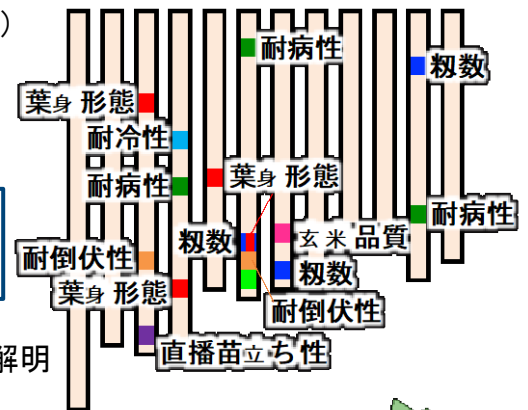 )
耐病性
籾数
葉身形態
耐冷性
耐病性
葉身形態
耐病性
籾数
玄米品質
耐倒伏性
籾数
葉身形態
耐倒伏性
直播苗立ち性
解明